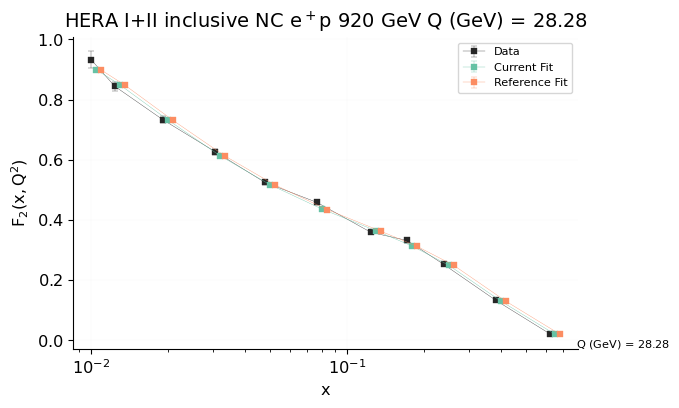 HERA I+II inclusive NC e⁺p 920 GeV Q (GeV) = 28.28
1.0
0.8
0.6
0.4
0.2
0.0
F₂(x, Q²)
Data
Current Fit
Reference Fit
Q (GeV) = 28.28
10⁻²
10⁻¹
x